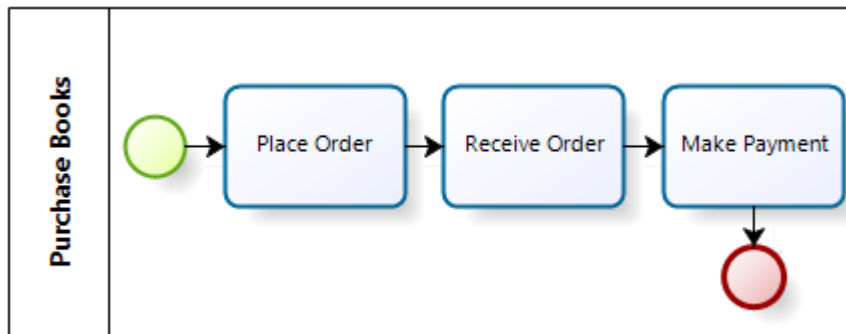 Purchase Books
Place Order
Receive Order
Make Payment